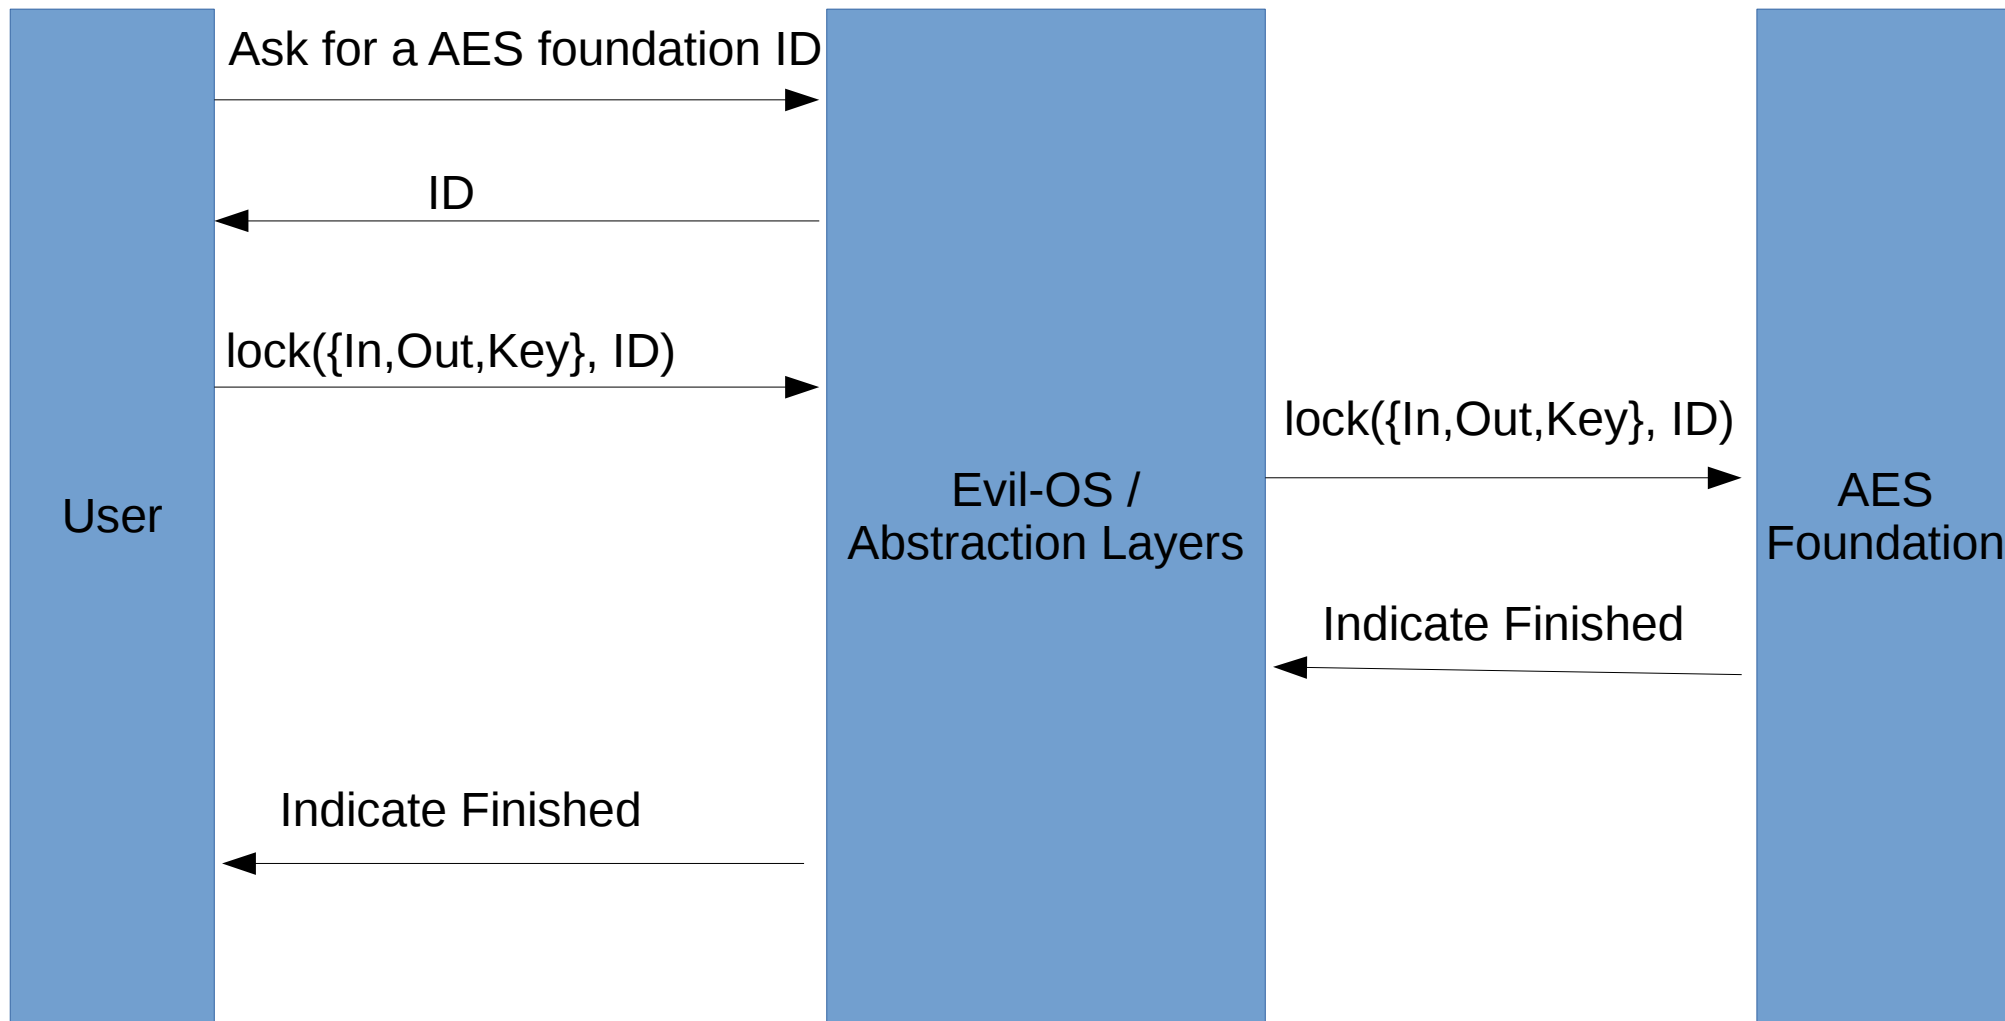 Ask for a AES foundation ID
ID
lock({In,Out,Key}, ID)
lock({In,Out,Key}, ID)
User
Evil-OS /
Abstraction Layers
AES
Foundation
Indicate Finished
Indicate Finished